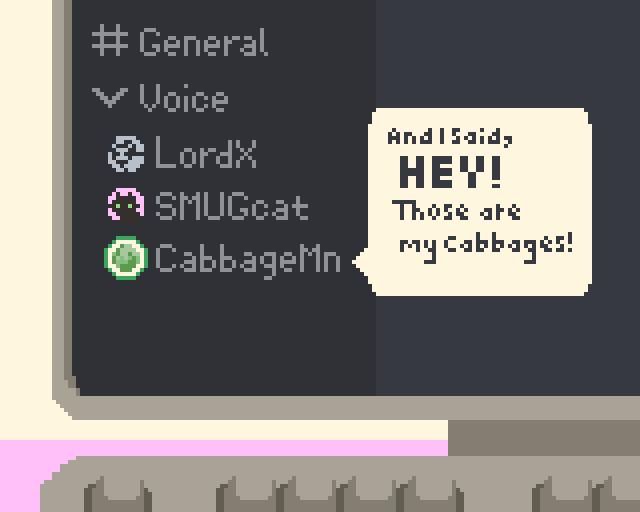 # General
Voice
LordX
SMUGcat
CabbageMn
And I Said,
HEY!
Those are
my Cabbages!